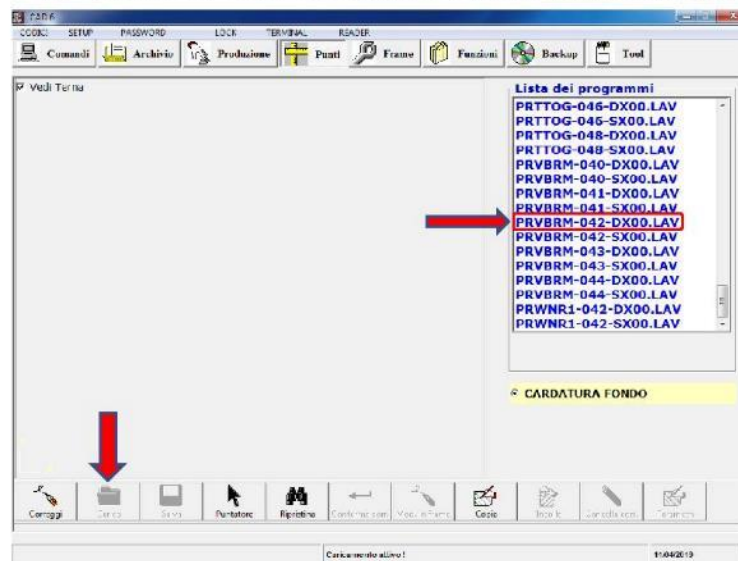 CAD 6
CODICI SETUP PASSWORD LOCK TERMINAL READER
Comandi Archivio Produzione Punti Frame Funzioni Backup Tool
Vedi Terna
Lista dei programmi
PRTTOG-046-DX00.LAV
PRTTOG-046-SX00.LAV
PRTTOG-048-DX00.LAV
PRTTOG-048-SX00.LAV
PRVBRM-040-DX00.LAV
PRVBRM-040-SX00.LAV
PRVBRM-041-DX00.LAV
PRVBRM-041-SX00.LAV
PRVBRM-042-DX00.LAV
PRVBRM-042-SX00.LAV
PRVBRM-043-DX00.LAV
PRVBRM-043-SX00.LAV
PRVBRM-044-DX00.LAV
PRVBRM-044-SX00.LAV
PRWNR1-042-DX00.LAV
PRWNR1-042-SX00.LAV
CARDATURA FONDO
Correggi Carica Salva Puntatore Ripristina Conferma com. Copia Incolla Cancella com.
Caricamento attivo !
11/04/2019